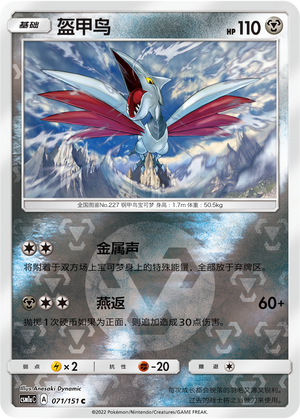 基础 盔甲鸟 HP 110
全国图鉴No.227 钢甲鸟宝可梦 身高：1.7m 体重：50.5kg
金属声
将附着于双方场上宝可梦身上的特殊能量，全部放于弃牌区。
燕返 60+
抛掷1次硬币如果为正面，则追加造成30点伤害。
弱点 ×2 抵抗力 -20 撤退
Illus. Anesaki Dynamic
csm1aC A 071/151 C
©2022 Pokémon/Nintendo/Creatures/GAME FREAK.